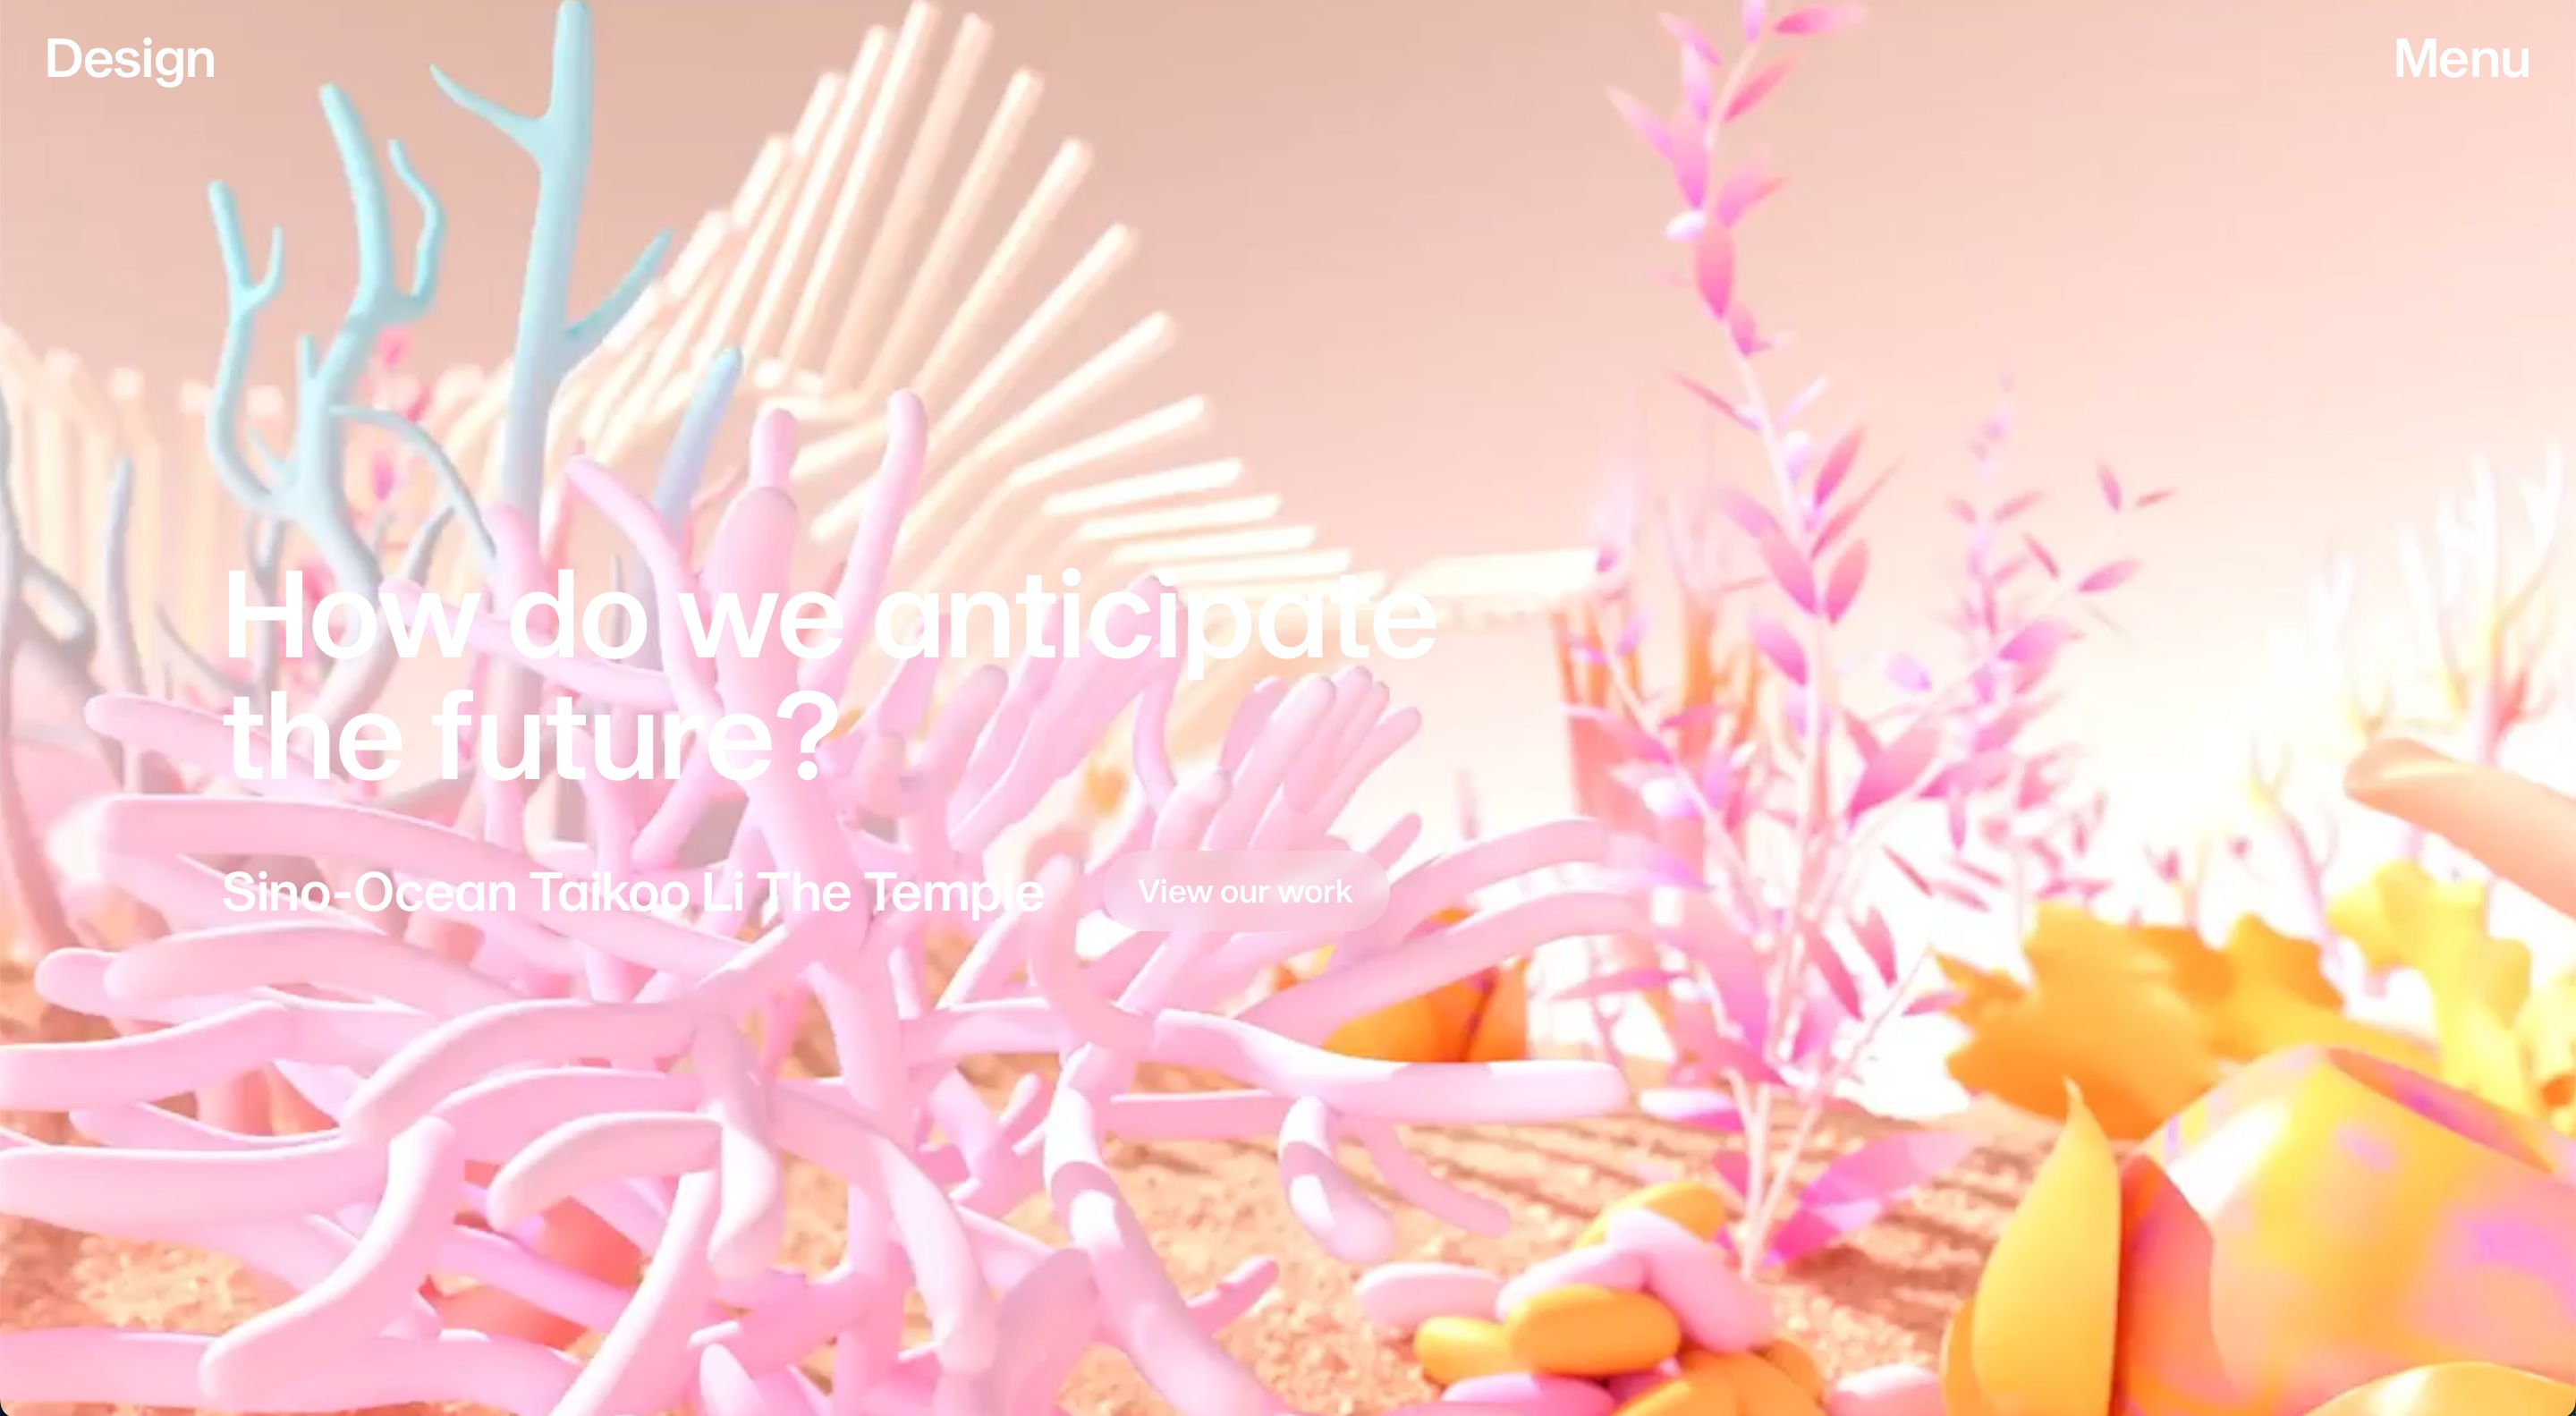 Design
Menu
How do we anticipate
the future?
Sino-Ocean Taikoo Li The Temple
View our work